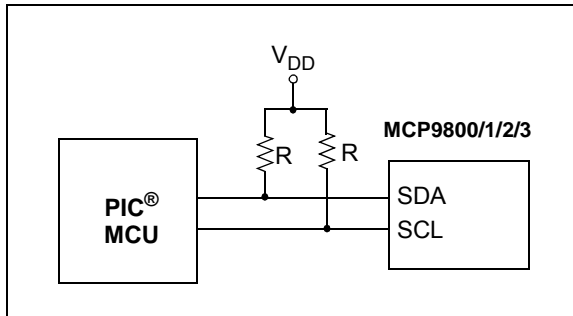 VDD
MCP9800/1/2/3
R
R
PIC®
MCU
SDA
SCL